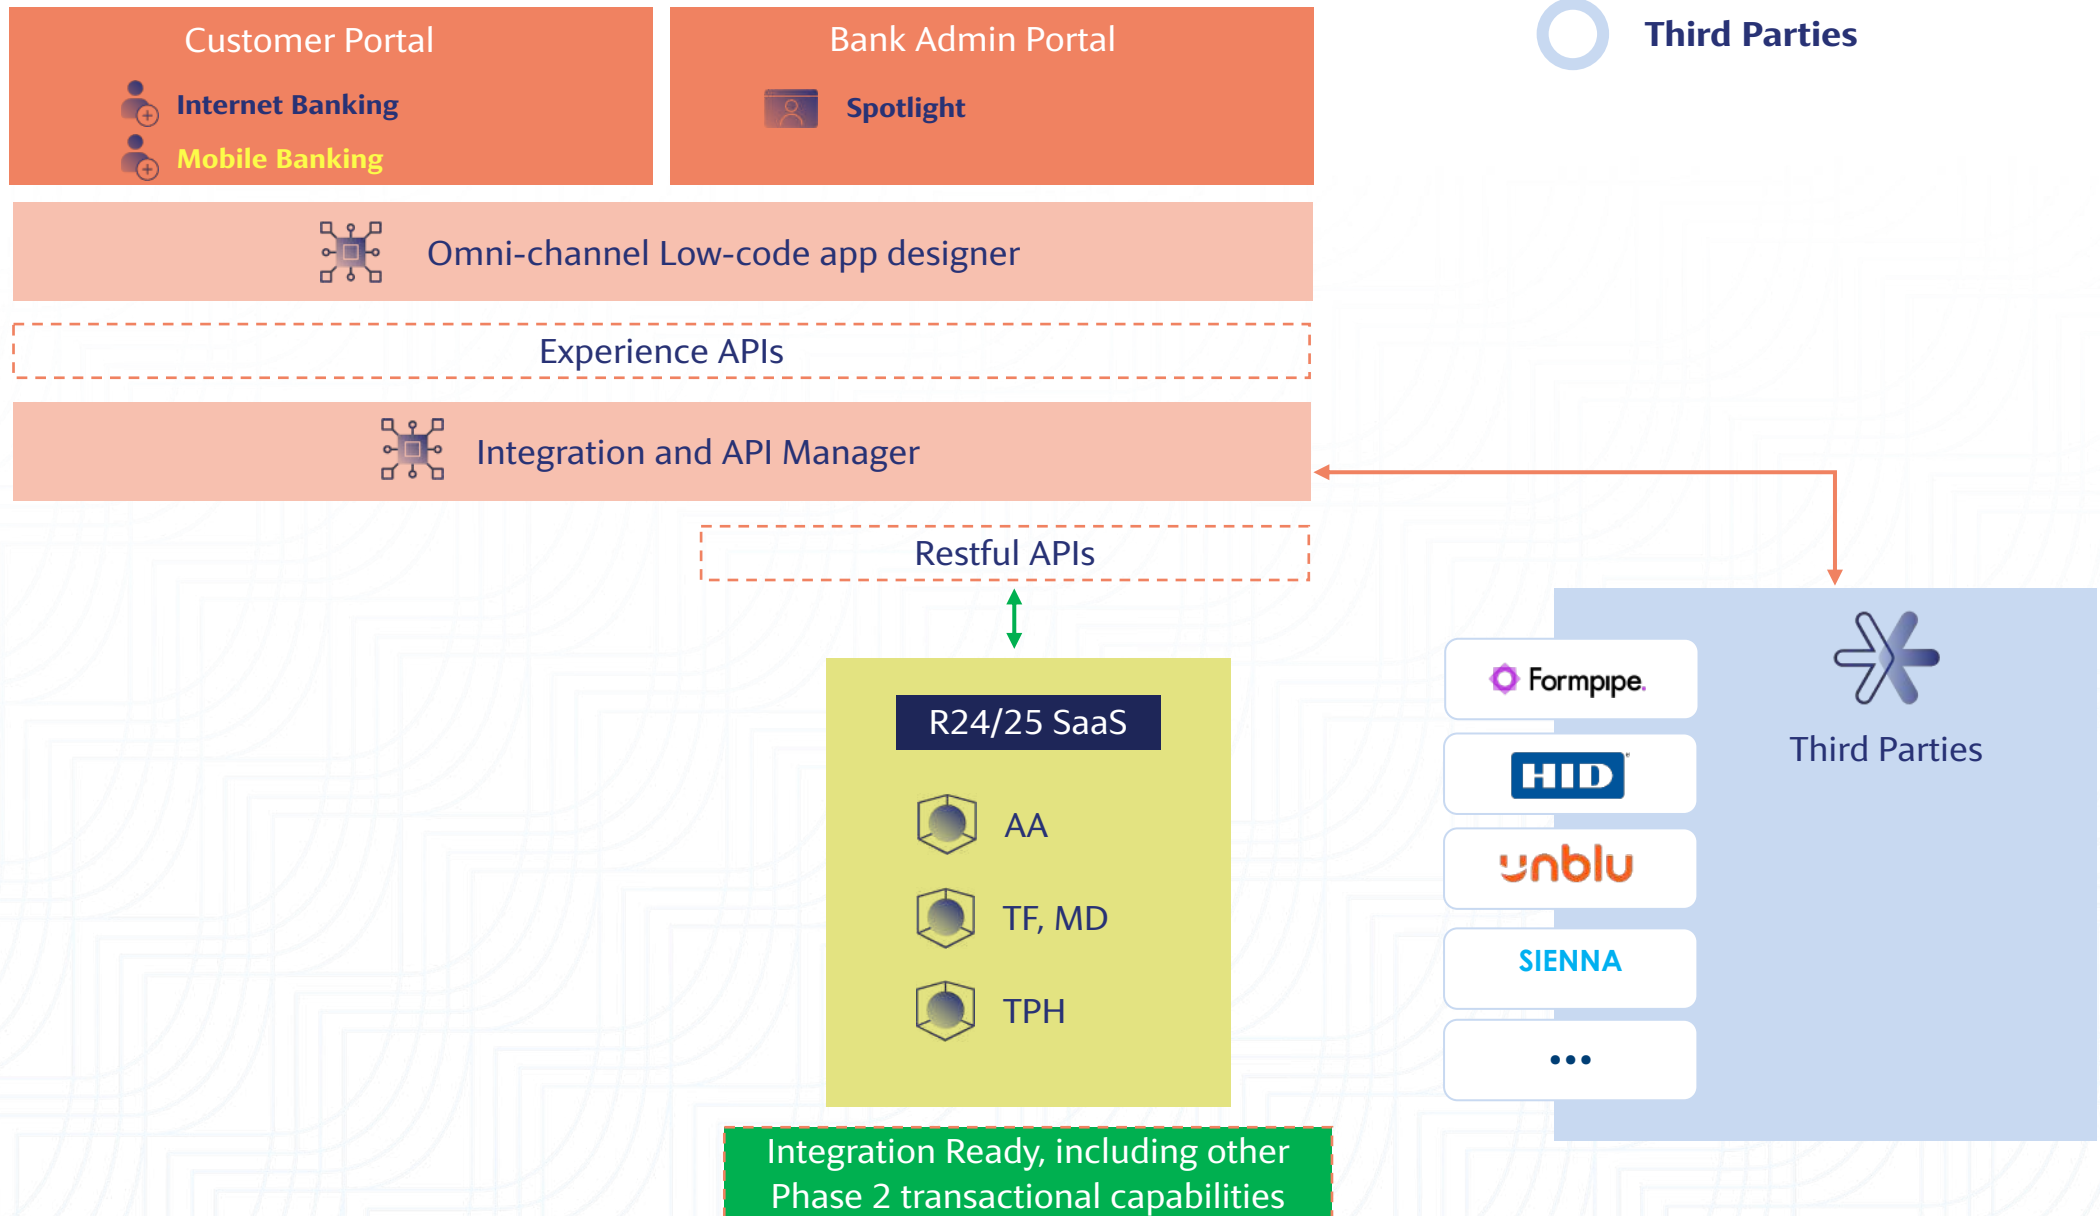 Customer Portal
Internet Banking
Mobile Banking
Bank Admin Portal
Spotlight
Third Parties
Omni-channel Low-code app designer
Experience APIs
Integration and API Manager
Restful APIs
R24/25 SaaS
AA
TF, MD
TPH
Integration Ready, including other
Phase 2 transactional capabilities
Formpipe.
HID
unblu
SIENNA
•••
Third Parties